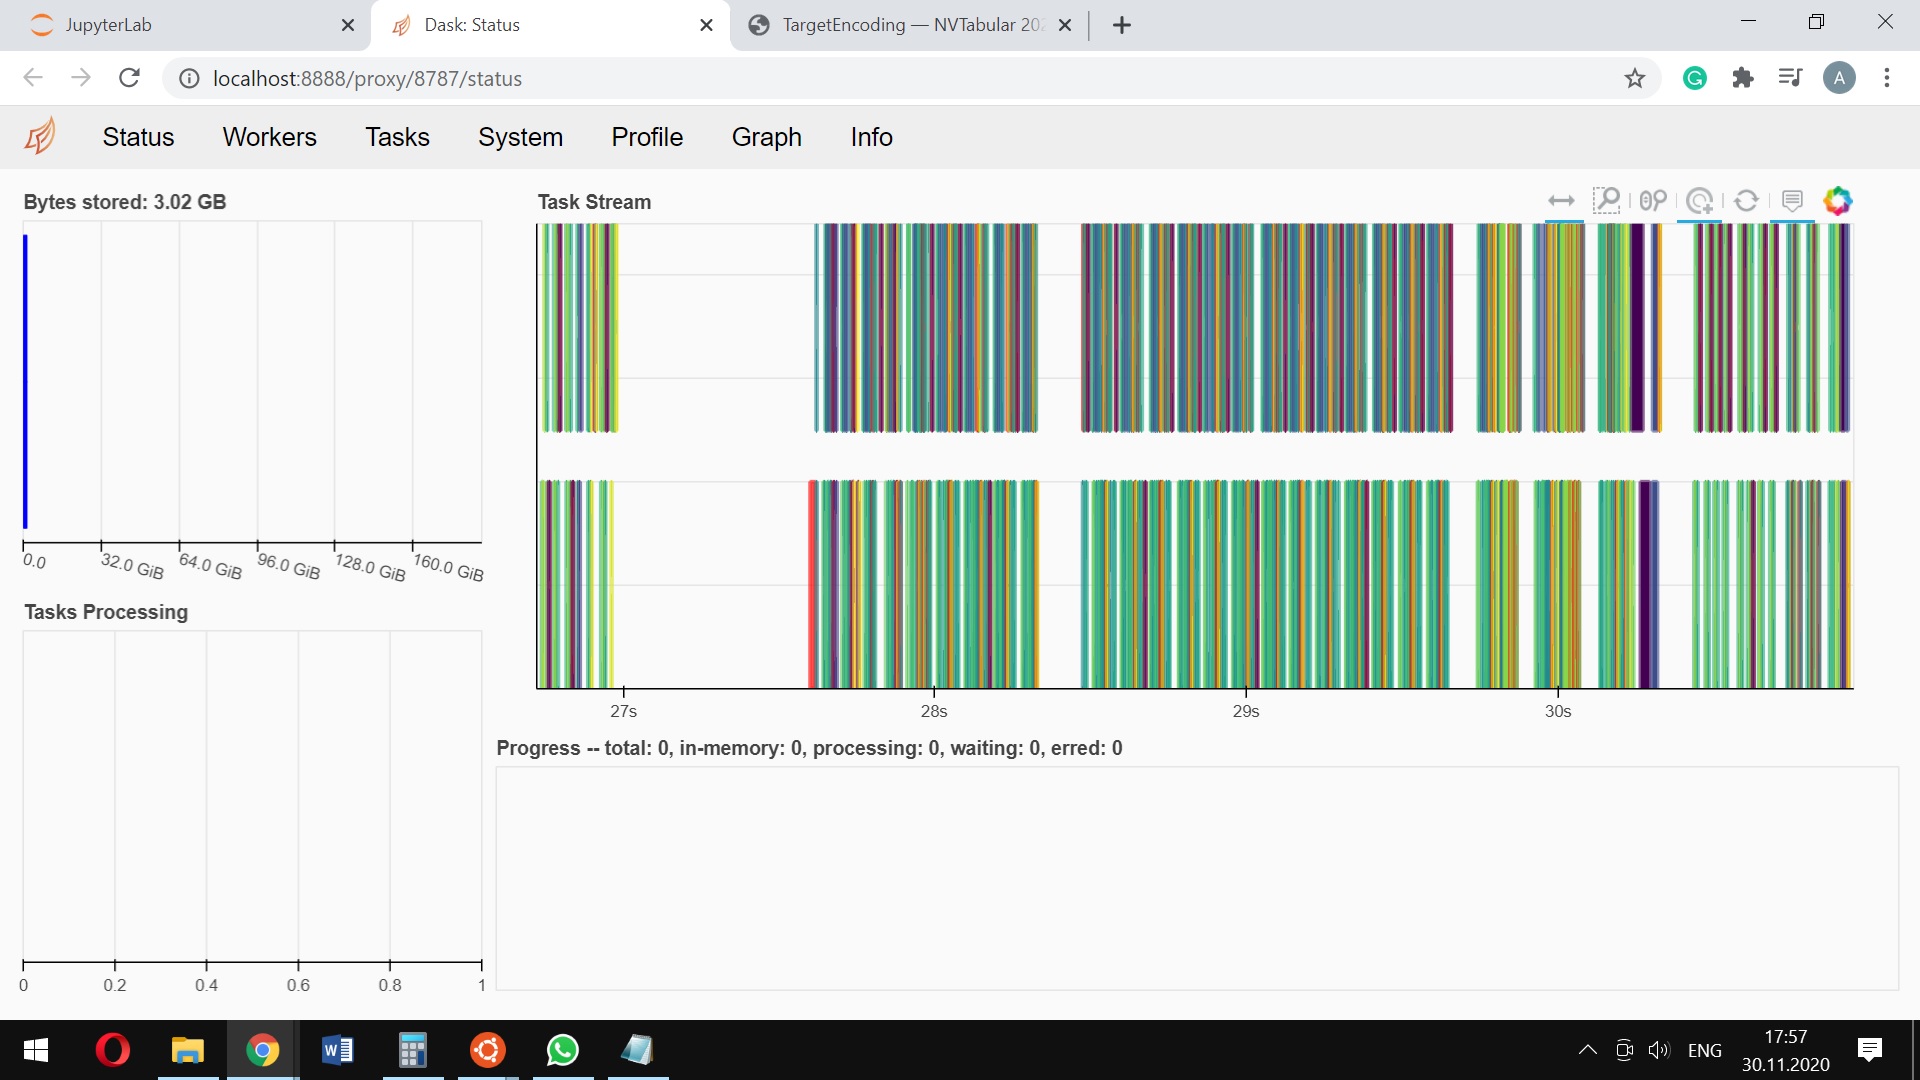 JupyterLab
Dask: Status
TargetEncoding — NVTabular 202
localhost:8888/proxy/8787/status
A
Status Workers Tasks System Profile Graph Info
Bytes stored: 3.02 GB
0.0 32.0 GiB 64.0 GiB 96.0 GiB 128.0 GiB 160.0 GiB
Tasks Processing
0 0.2 0.4 0.6 0.8 1
Task Stream
27s 28s 29s 30s
Progress -- total: 0, in-memory: 0, processing: 0, waiting: 0, erred: 0
ENG
17:57
30.11.2020